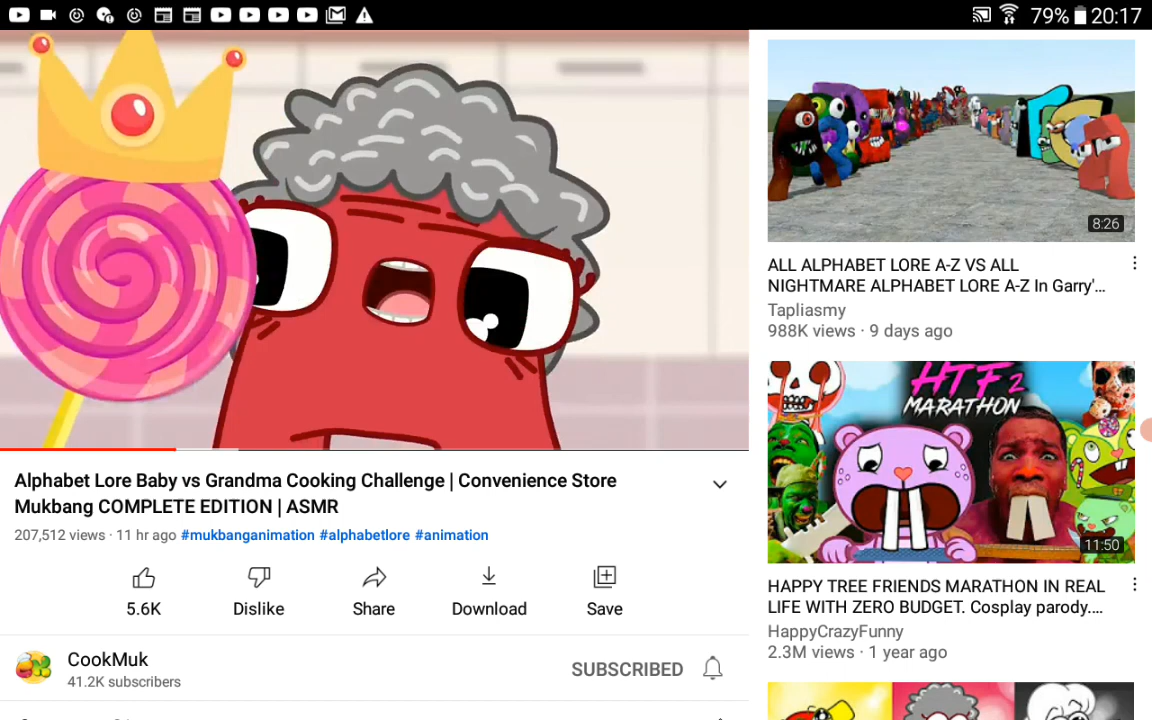 79% 20:17
Alphabet Lore Baby vs Grandma Cooking Challenge | Convenience Store
Mukbang COMPLETE EDITION | ASMR
207,512 views · 11 hr ago #mukbanganimation #alphabetlore #animation
5.6K
Dislike
Share
Download
Save
CookMuk
41.2K subscribers
SUBSCRIBED
8:26
ALL ALPHABET LORE A-Z VS ALL
NIGHTMARE ALPHABET LORE A-Z In Garry'...
Tapliasmy
988K views · 9 days ago
HTF 2
MARATHON
11:50
HAPPY TREE FRIENDS MARATHON IN REAL
LIFE WITH ZERO BUDGET. Cosplay parody....
HappyCrazyFunny
2.3M views · 1 year ago